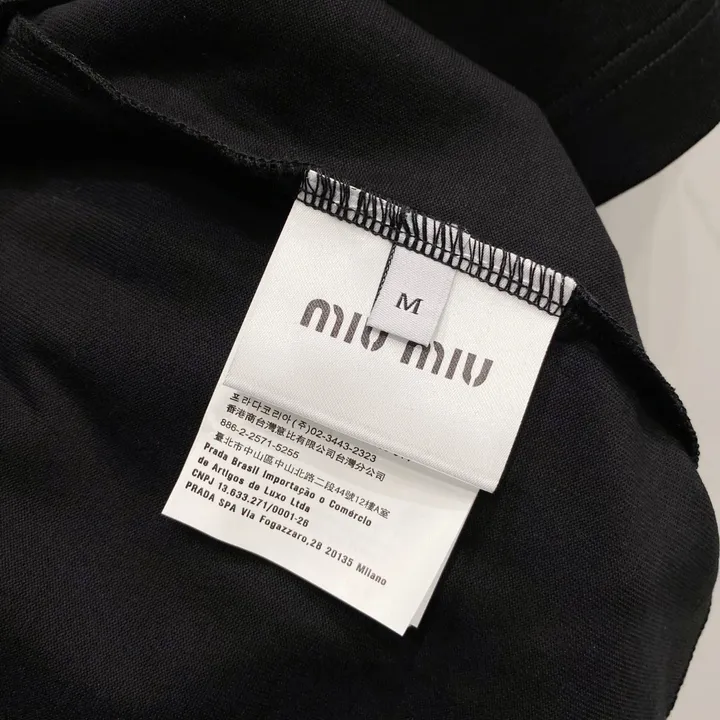 M
miu miu
프라다코리아(주)02-3443-2323
香港商台灣意比有限公司台灣分公司
886-2-2571-5255
臺北市中山區中山北路二段44號12樓A室
Prada Brasil Importação o Comércio
de Artigos de Luxo Ltda
CNPJ 13.633.271/0001-26
PRADA SPA Via Fogazzaro,28 20135 Milano